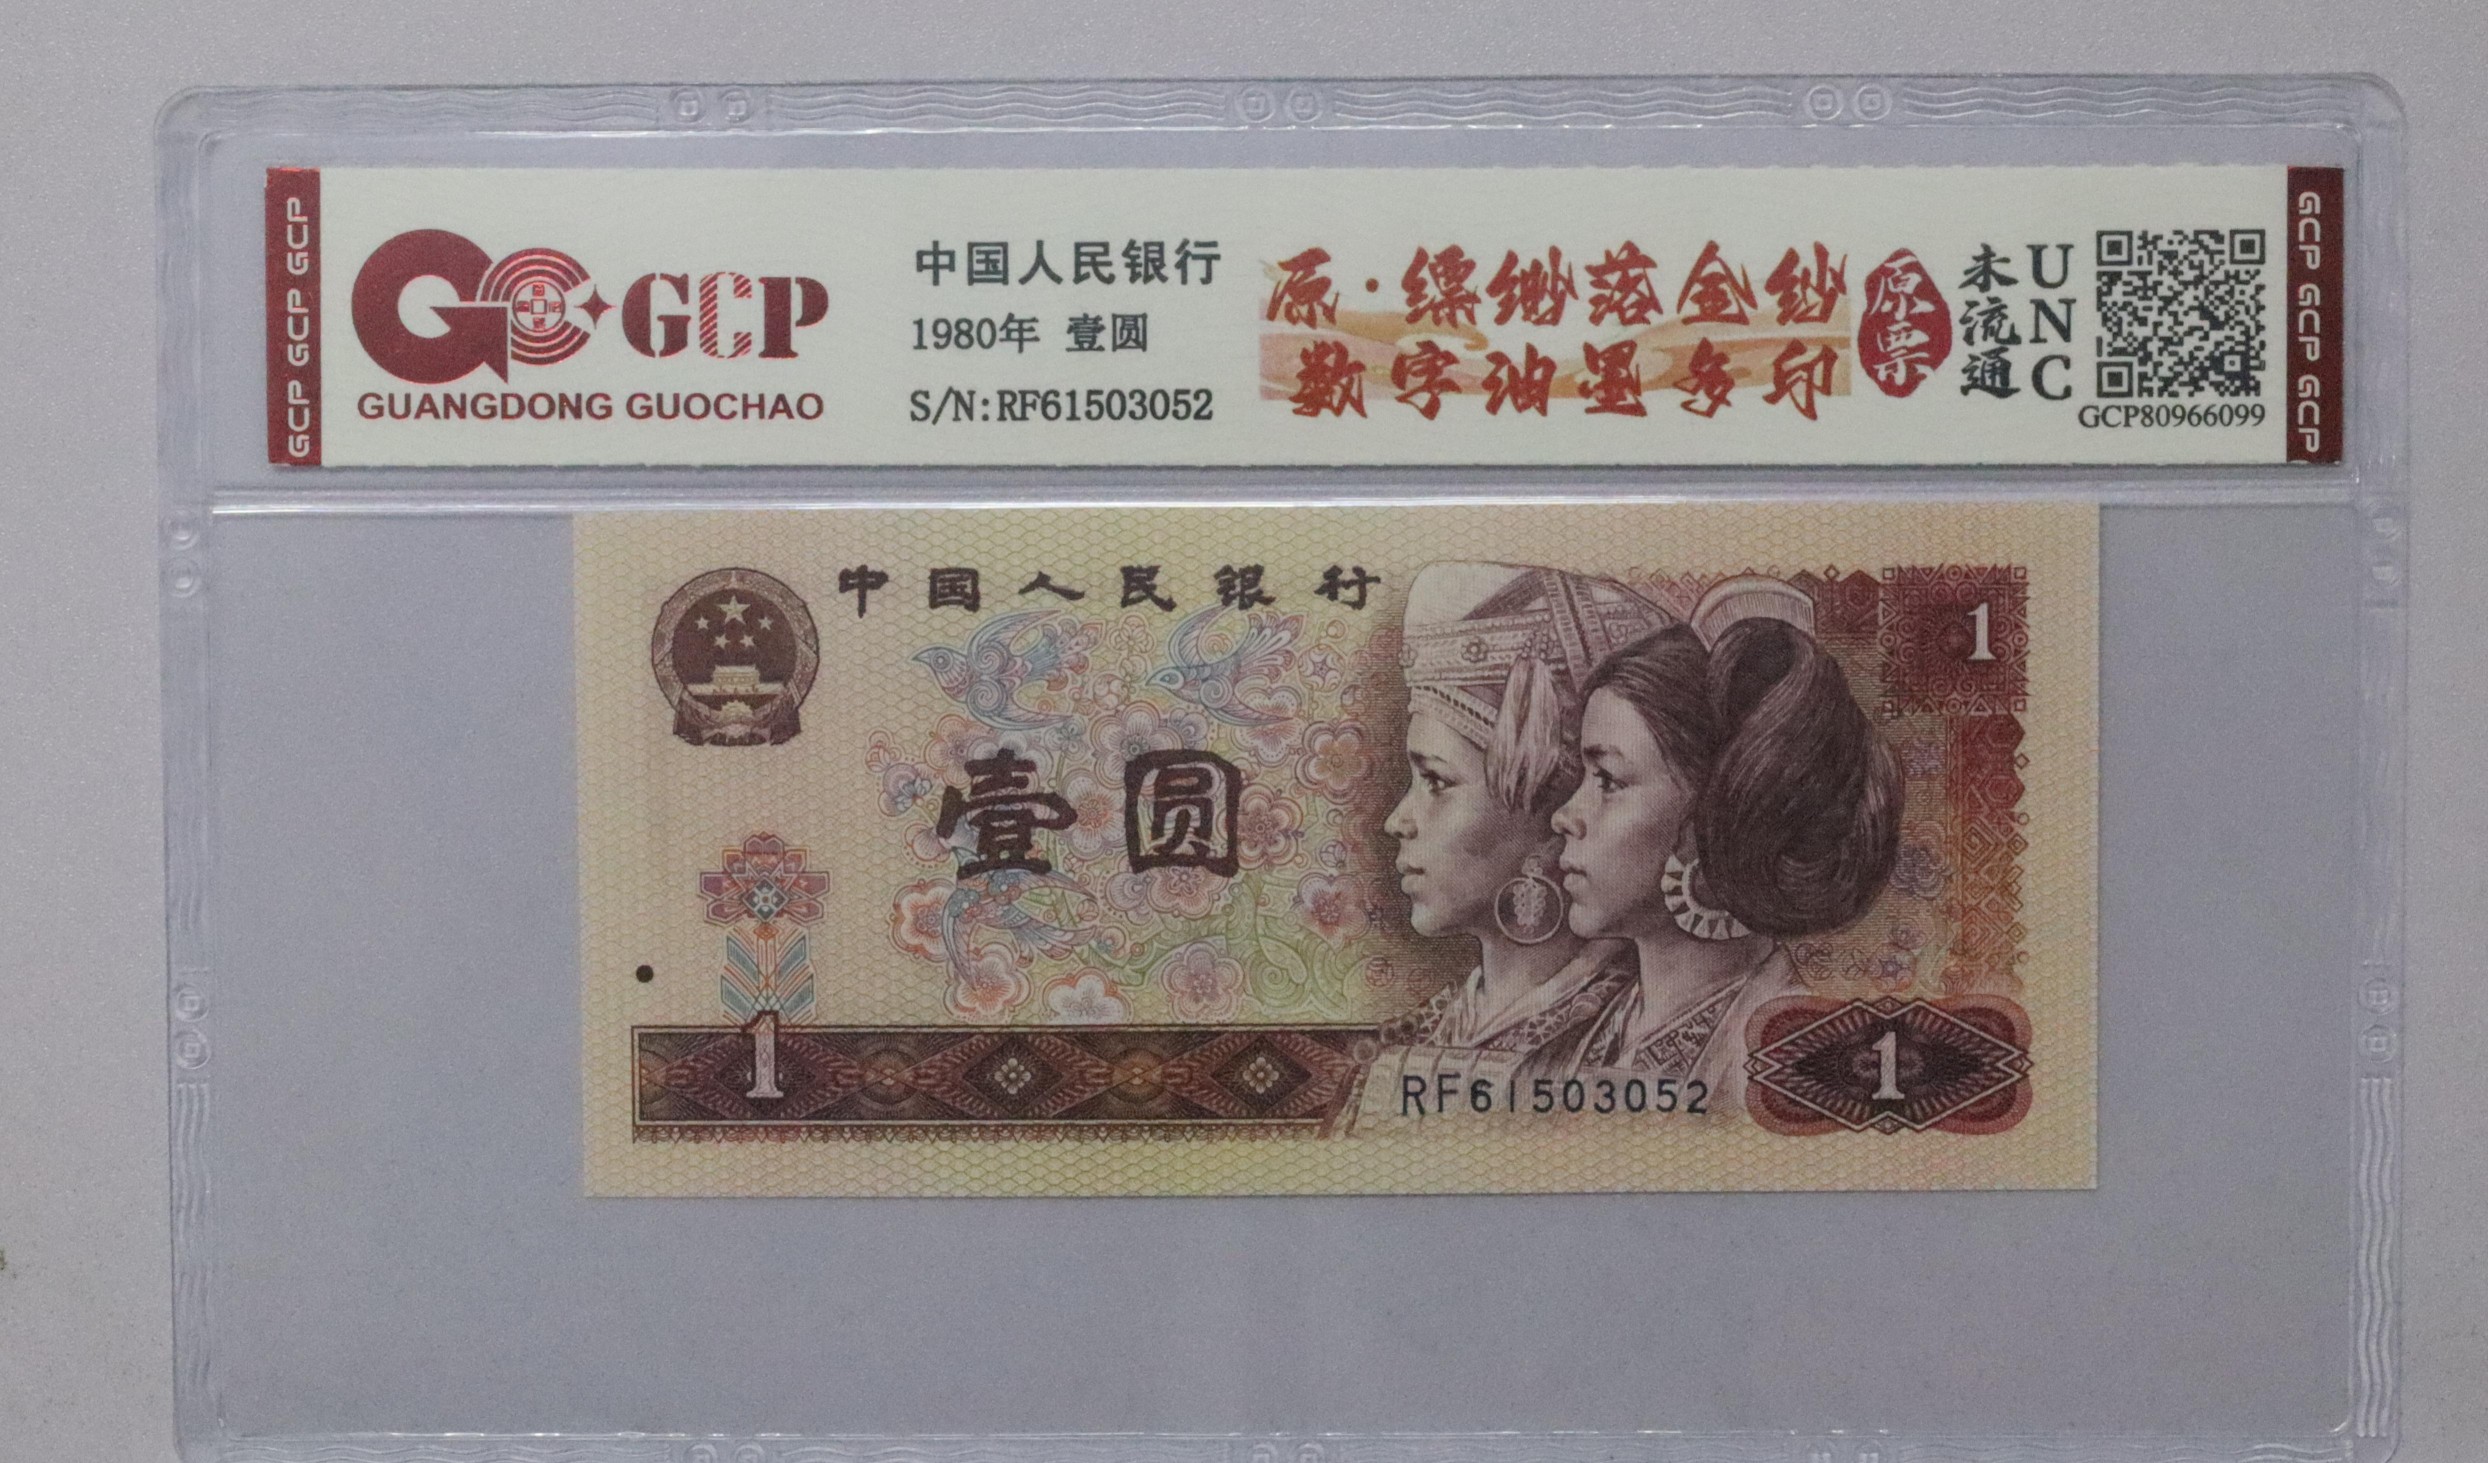 GCP GCP GCP
GCP
GUANGDONG GUOCHAO
中国人民银行
1980年 壹圆
S/N:RF61503052
原·缥缈落金纱
数字油墨多印
原票
未流通
UNC
GCP80966099
GCP GCP GCP
中国人民银行
1
壹圆
1
RF61503052
1